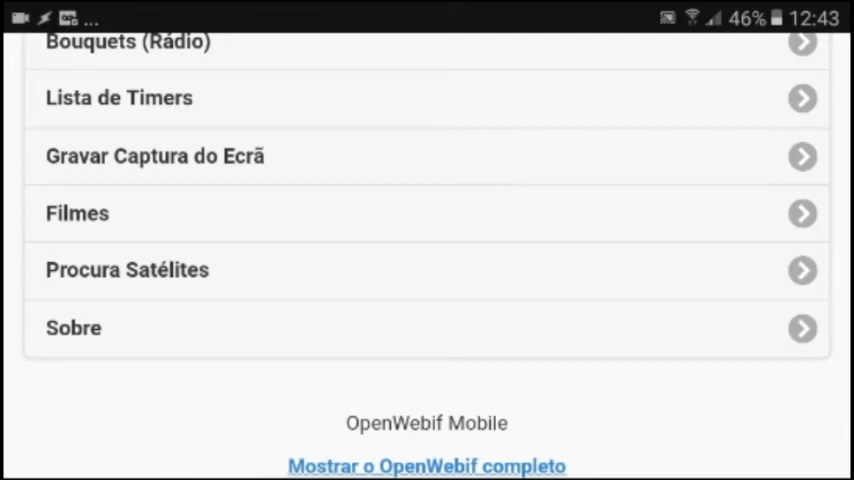 ... 46% 12:43
Bouquets (Rádio)
Lista de Timers
Gravar Captura do Ecrã
Filmes
Procura Satélites
Sobre
OpenWebif Mobile
Mostrar o OpenWebif completo